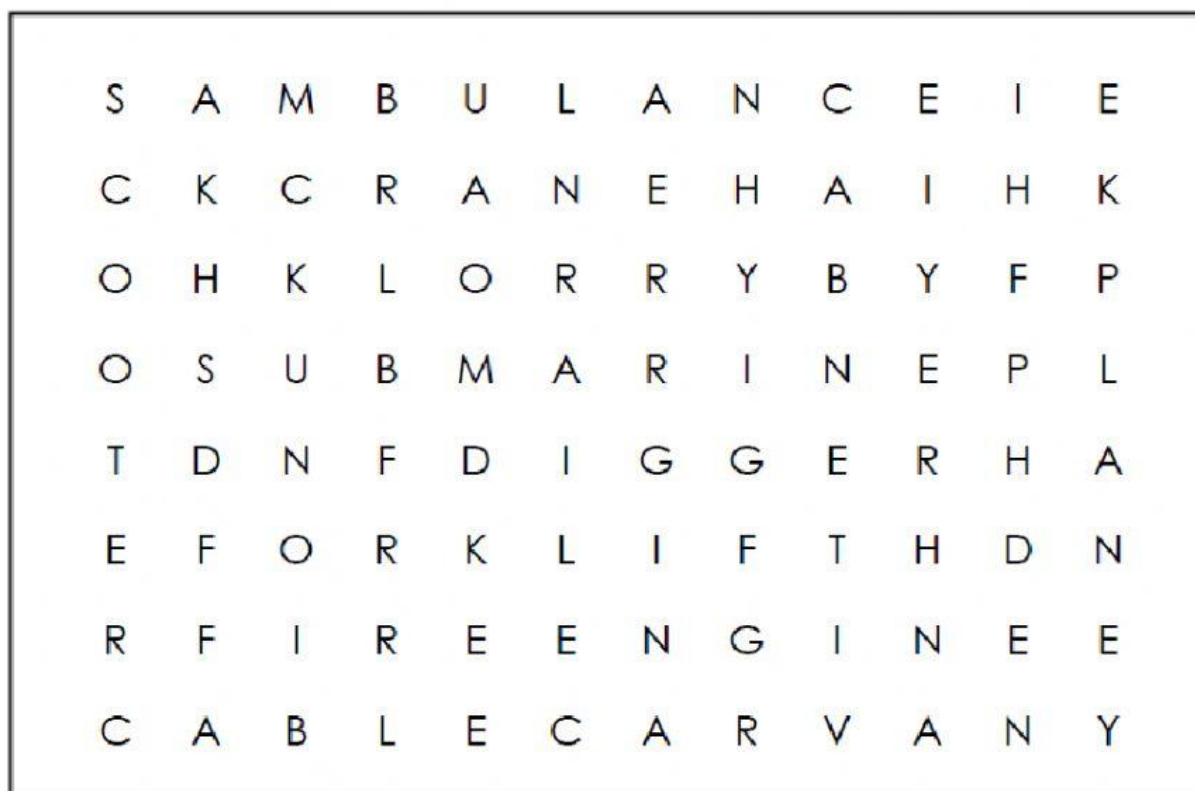 S A M B U L A N C E I E
C K C R A N E H A I H K
O H K L O R R Y B Y F P
O S U B M A R I N E P L
T D N F D I G G E R H A
E F O R K L I F T H D N
R F I R E E N G I N E E
C A B L E C A R V A N Y